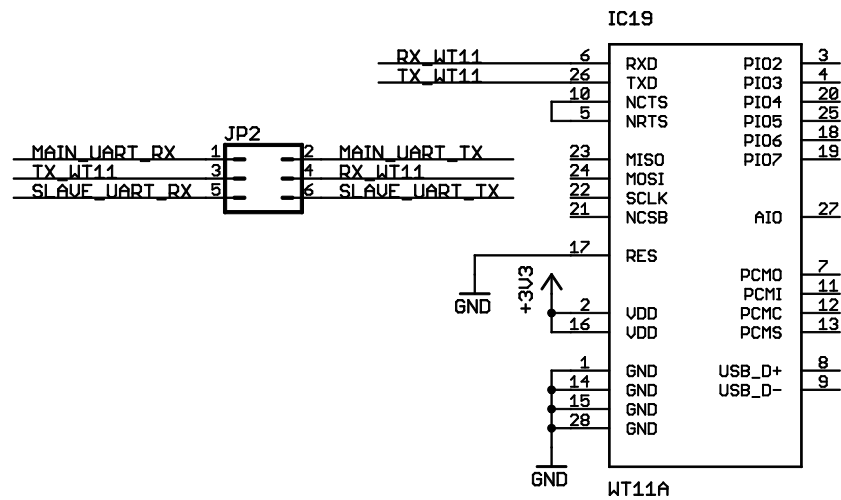 IC19
RX_WT11 6 RXD PIO2 3
TX_WT11 26 TXD PIO3 4
10 NCTS PIO4 20
5 NRTS PIO5 25
PIO6 18
JP2
MAIN_UART_RX 1 2 MAIN_UART_TX 23 MISO PIO7 19
TX_WT11 3 4 RX_WT11 24 MOSI
SLAVE_UART_RX 5 6 SLAVE_UART_TX 22 SCLK
21 NCSB AIO 27
17 RES
GND +3V3 PCMO 7
PCMI 11
2 VDD PCMC 12
16 VDD PCMS 13
1 GND USB_D+ 8
14 GND USB_D- 9
15 GND
28 GND
GND
WT11A